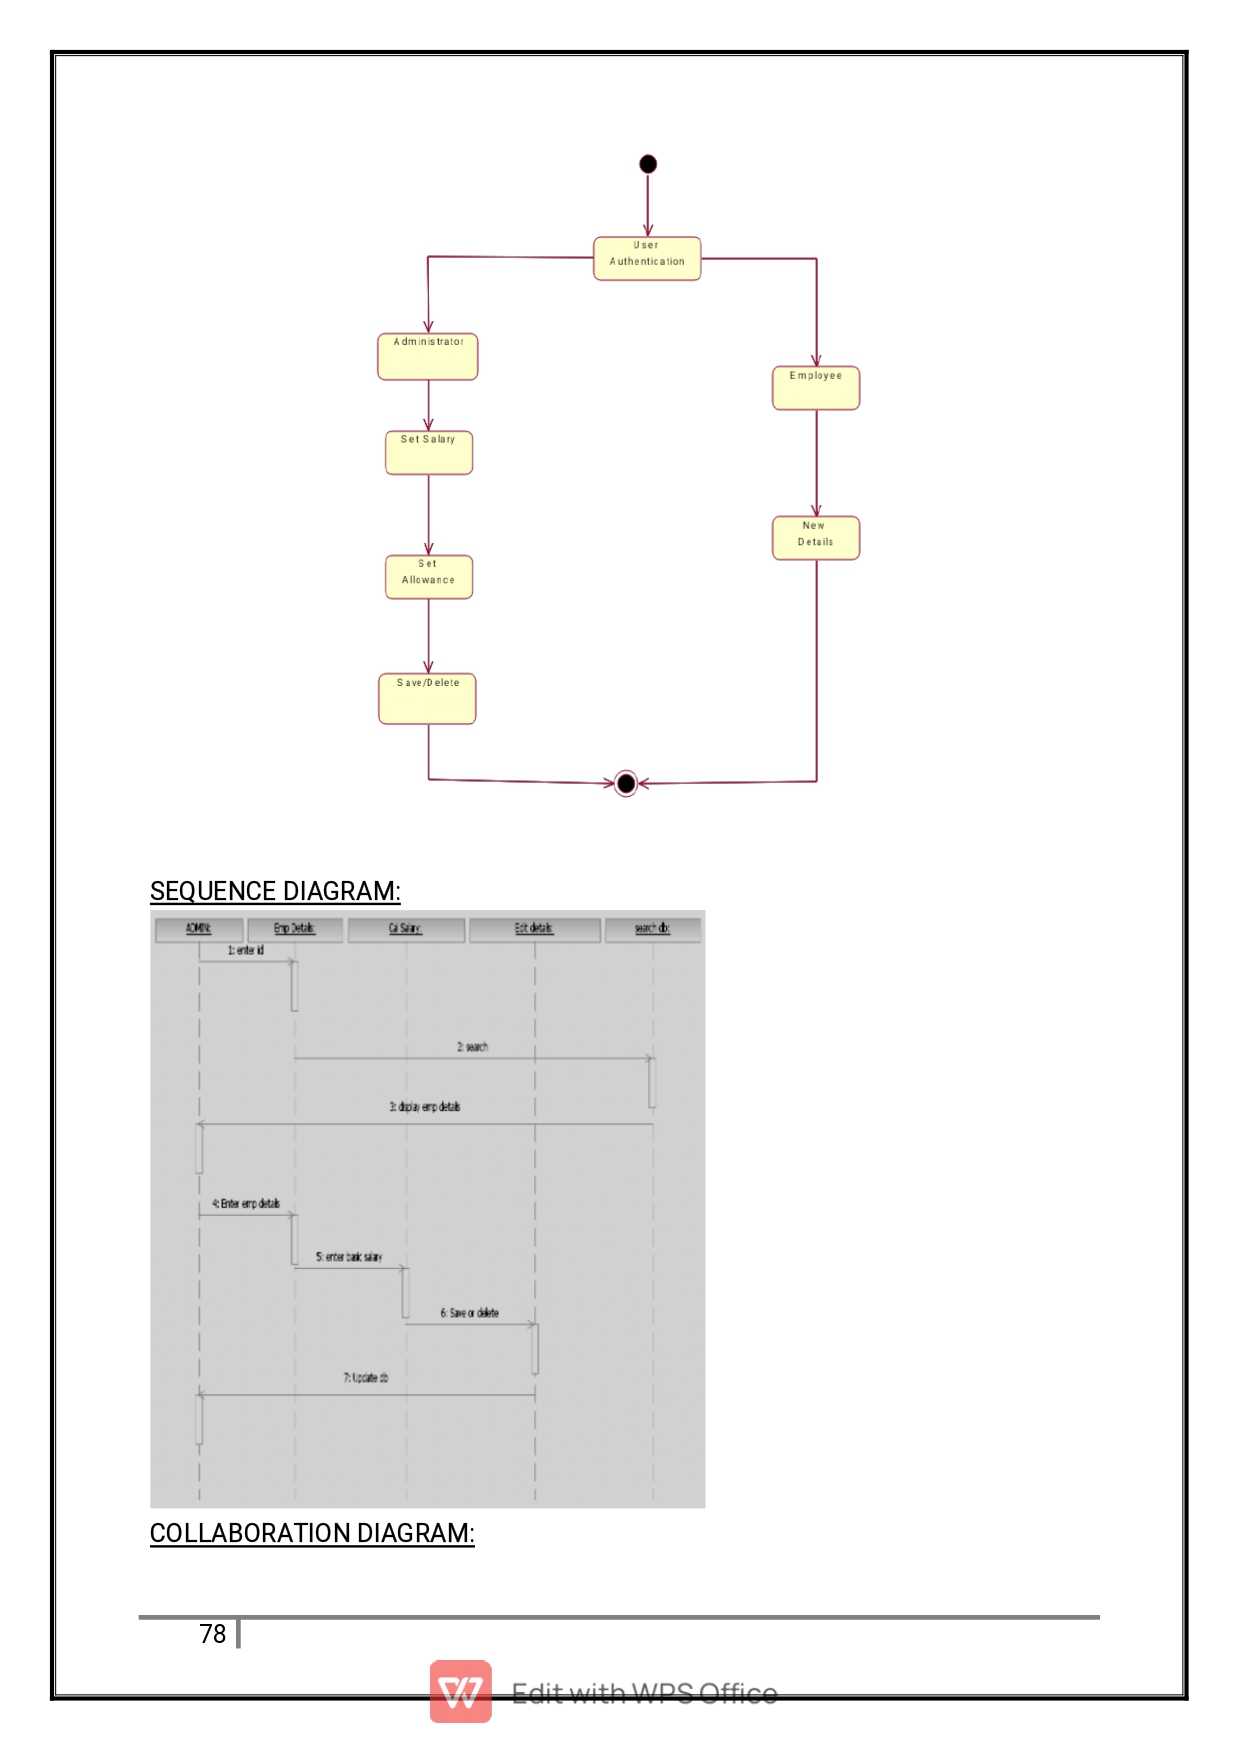 User
Authentication
Administrator
Employee
Set Salary
New
Details
Set
Allowance
Save/Delete
SEQUENCE DIAGRAM:
ADMIN: Emp Details: Cal Salary: Edit details: search db:
1: enter id
2: search
3: display emp details
4: Enter emp details
5: enter basic salary
6: Save or delete
7: Update db
COLLABORATION DIAGRAM:
78
Edit with WPS Office